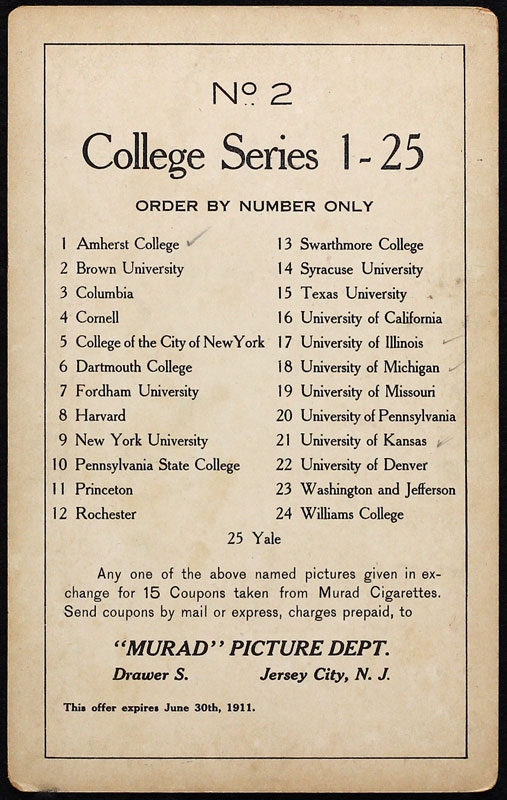 No. 2
College Series 1-25
ORDER BY NUMBER ONLY
1 Amherst College
2 Brown University
3 Columbia
4 Cornell
5 College of the City of New York
6 Dartmouth College
7 Fordham University
8 Harvard
9 New York University
10 Pennsylvania State College
11 Princeton
12 Rochester
13 Swarthmore College
14 Syracuse University
15 Texas University
16 University of California
17 University of Illinois
18 University of Michigan
19 University of Missouri
20 University of Pennsylvania
21 University of Kansas
22 University of Denver
23 Washington and Jefferson
24 Williams College
25 Yale
Any one of the above named pictures given in ex-
change for 15 Coupons taken from Murad Cigarettes.
Send coupons by mail or express, charges prepaid, to
"MURAD" PICTURE DEPT.
Drawer S. Jersey City, N. J.
This offer expires June 30th, 1911.